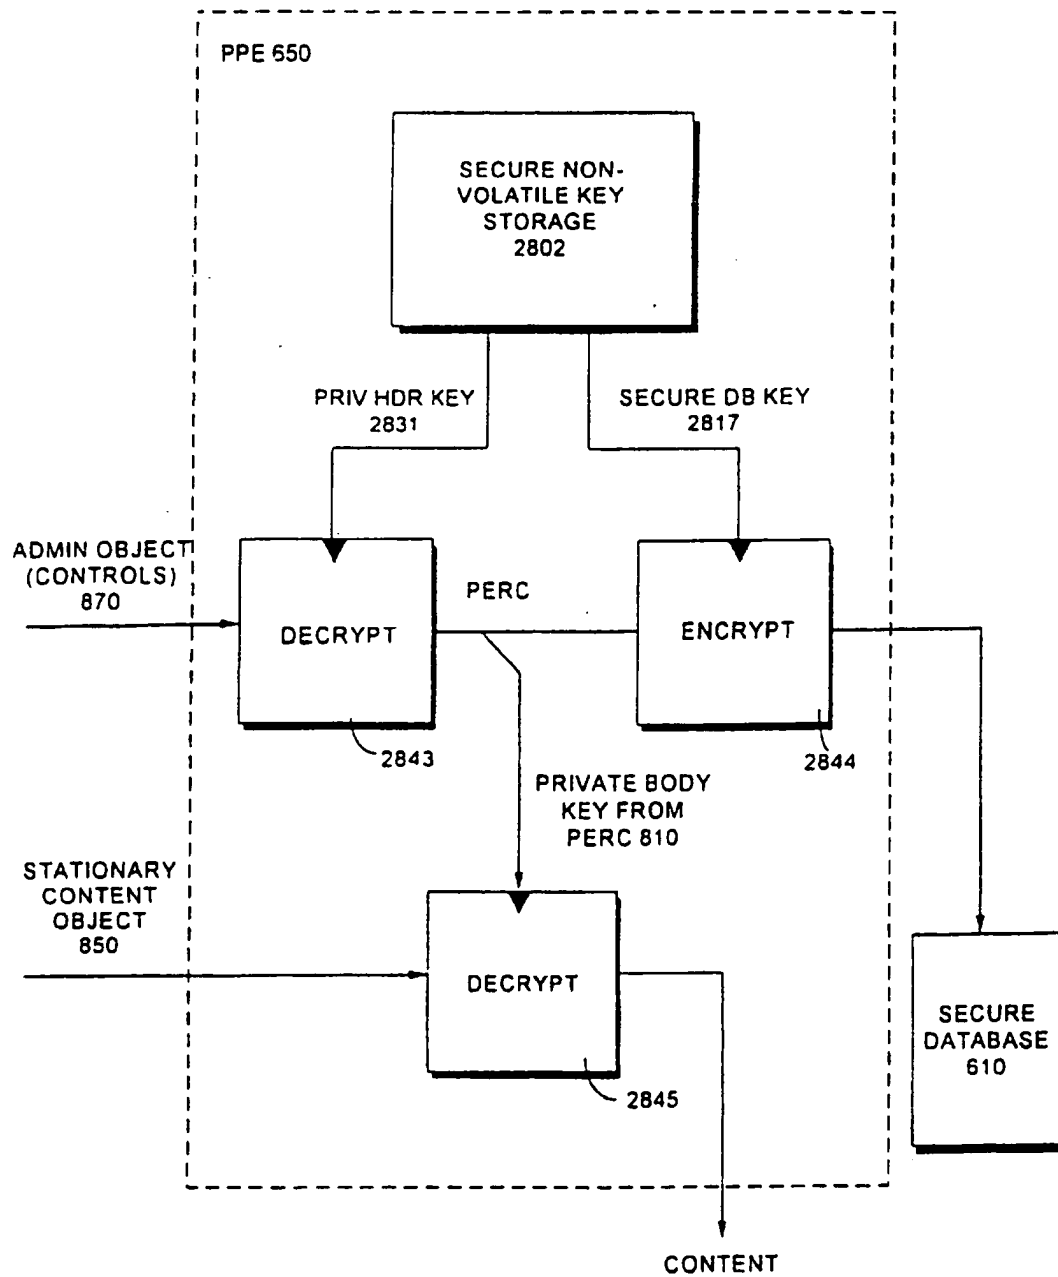 PPE 650
SECURE NON-
VOLATILE KEY
STORAGE
2802
PRIV HDR KEY
2831
SECURE DB KEY
2817
ADMIN OBJECT
(CONTROLS)
870
DECRYPT
PERC
ENCRYPT
2843
2844
PRIVATE BODY
KEY FROM
PERC 810
STATIONARY
CONTENT
OBJECT
850
DECRYPT
2845
SECURE
DATABASE
610
CONTENT